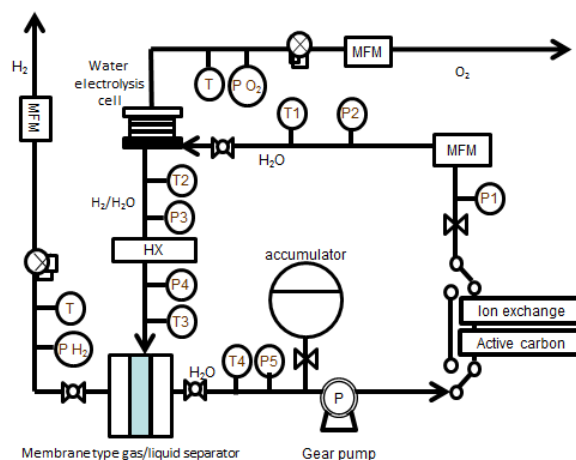 H2
Water
electrolysis
cell
T
P O2
MFM
O2
MFM
T1
P2
H2O
MFM
T2
H2/H2O
P3
P1
HX
accumulator
P4
T
T3
Ion exchange
P H2
H2O
T4
P5
Active carbon
P
Membrane type gas/liquid separator
Gear pump